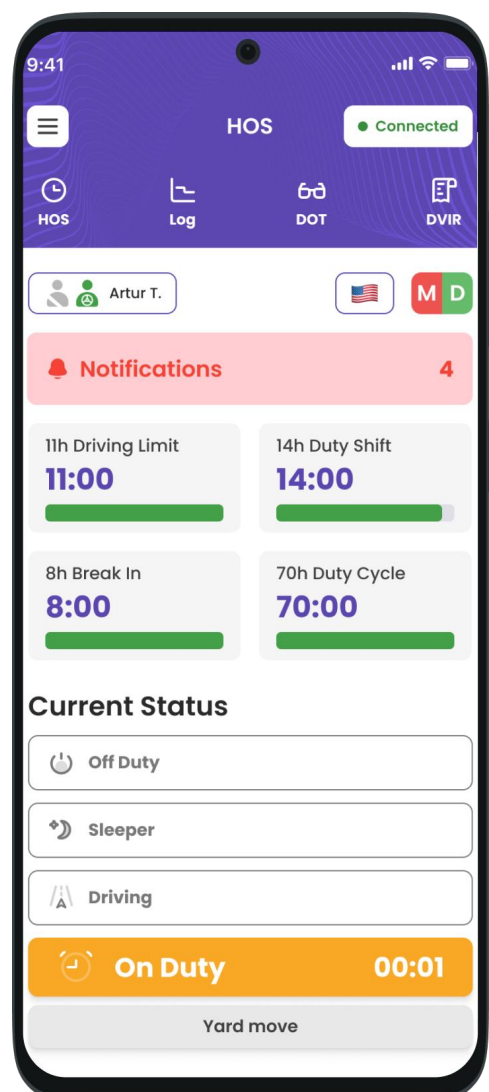 9:41
HOS
Connected
HOS Log DOT DVIR
Artur T.
M D
Notifications 4
11h Driving Limit
11:00
14h Duty Shift
14:00
8h Break In
8:00
70h Duty Cycle
70:00
Current Status
Off Duty
Sleeper
Driving
On Duty 00:01
Yard move